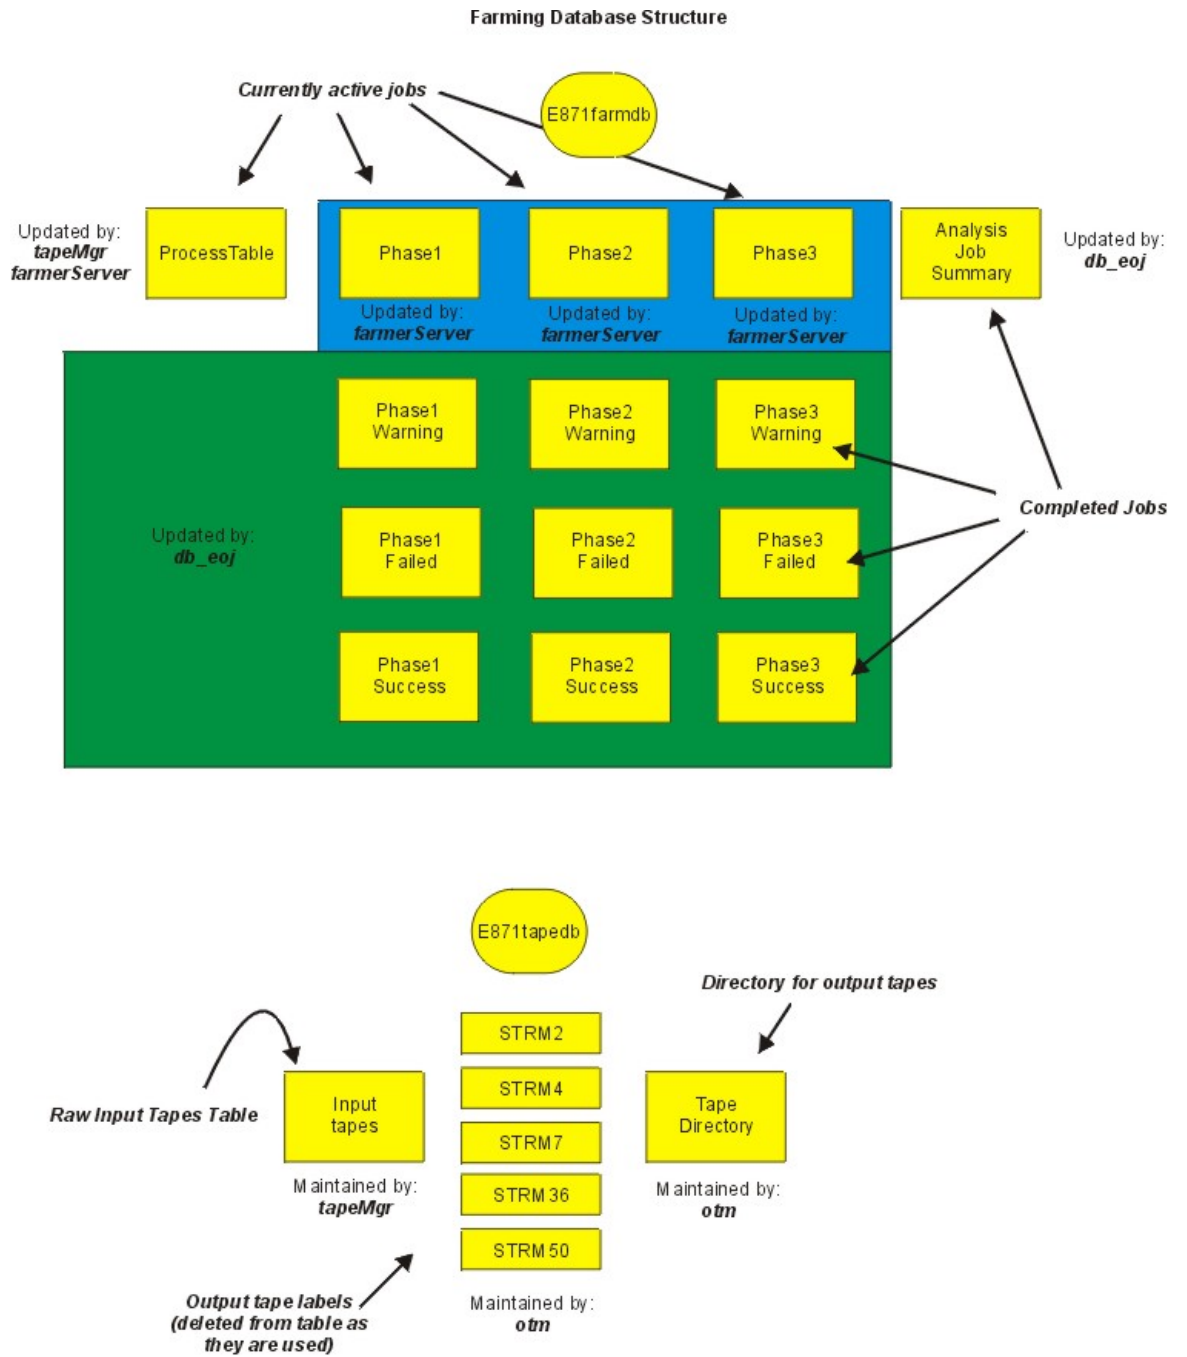 Farming Database Structure
Currently active jobs
E871farmdb
Updated by:
tapeMgr
farmerServer
ProcessTable
Phase1
Phase2
Phase3
Analysis
Job
Summary
Updated by:
db_eoj
Updated by:
farmerServer
Updated by:
farmerServer
Updated by:
farmerServer
Phase1
Warning
Phase2
Warning
Phase3
Warning
Completed Jobs
Updated by:
db_eoj
Phase1
Failed
Phase2
Failed
Phase3
Failed
Phase1
Success
Phase2
Success
Phase3
Success
E871tapedb
Directory for output tapes
STRM2
STRM4
STRM7
STRM36
STRM50
Raw Input Tapes Table
Input
tapes
Tape
Directory
Maintained by:
tapeMgr
Maintained by:
otm
Output tape labels
(deleted from table as
they are used)
Maintained by:
otm